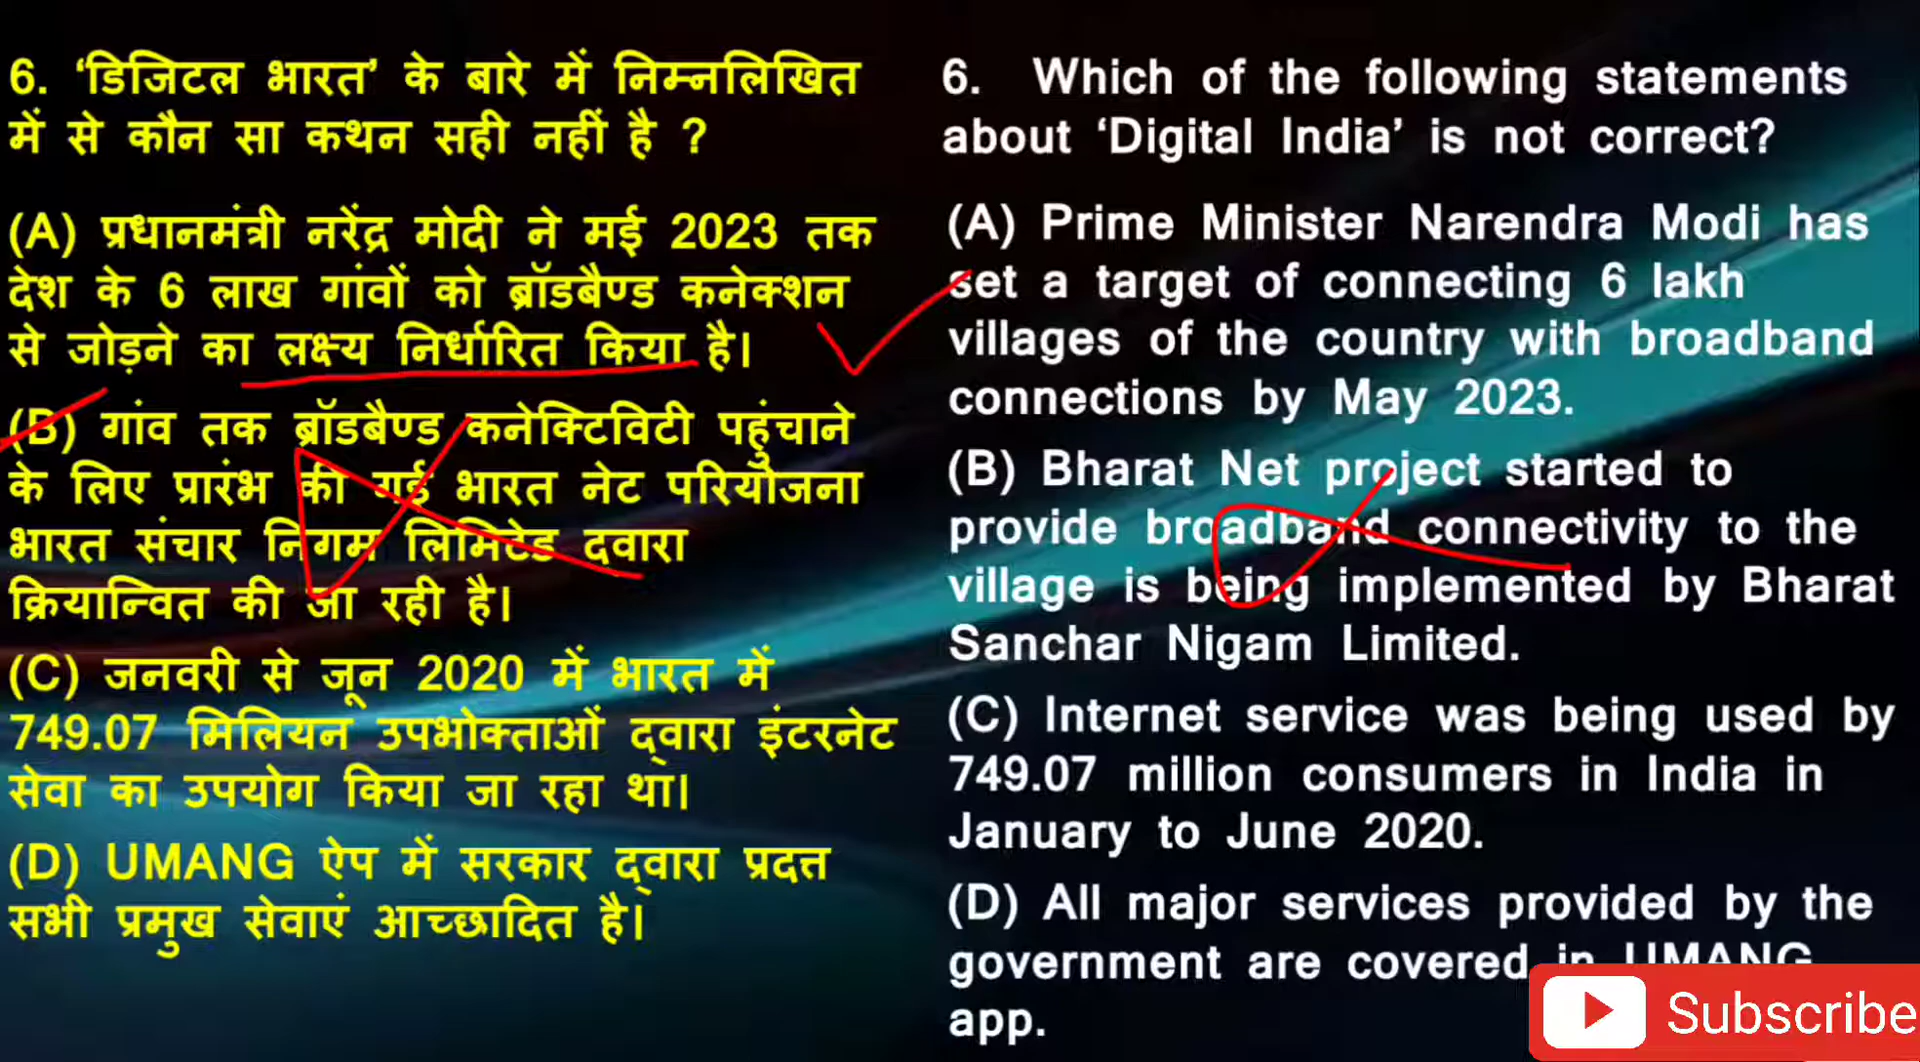 6. ‘डिजिटल भारत’ के बारे में निम्नलिखित
में से कौन सा कथन सही नहीं है ?
(A) प्रधानमंत्री नरेंद्र मोदी ने मई 2023 तक
देश के 6 लाख गांवों को ब्रॉडबैण्ड कनेक्शन
से जोड़ने का लक्ष्य निर्धारित किया है।
(B) गांव तक ब्रॉडबैण्ड कनेक्टिविटी पहुंचाने
के लिए प्रारंभ की गई भारत नेट परियोजना
भारत संचार निगम लिमिटेड द्वारा
क्रियान्वित की जा रही है।
(C) जनवरी से जून 2020 में भारत में
749.07 मिलियन उपभोक्ताओं द्वारा इंटरनेट
सेवा का उपयोग किया जा रहा था।
(D) UMANG ऐप में सरकार द्वारा प्रदत्त
सभी प्रमुख सेवाएं आच्छादित है।
6. Which of the following statements
about ‘Digital India’ is not correct?
(A) Prime Minister Narendra Modi has
set a target of connecting 6 lakh
villages of the country with broadband
connections by May 2023.
(B) Bharat Net project started to
provide broadband connectivity to the
village is being implemented by Bharat
Sanchar Nigam Limited.
(C) Internet service was being used by
749.07 million consumers in India in
January to June 2020.
(D) All major services provided by the
government are covered in UMANG
app.
Subscribe